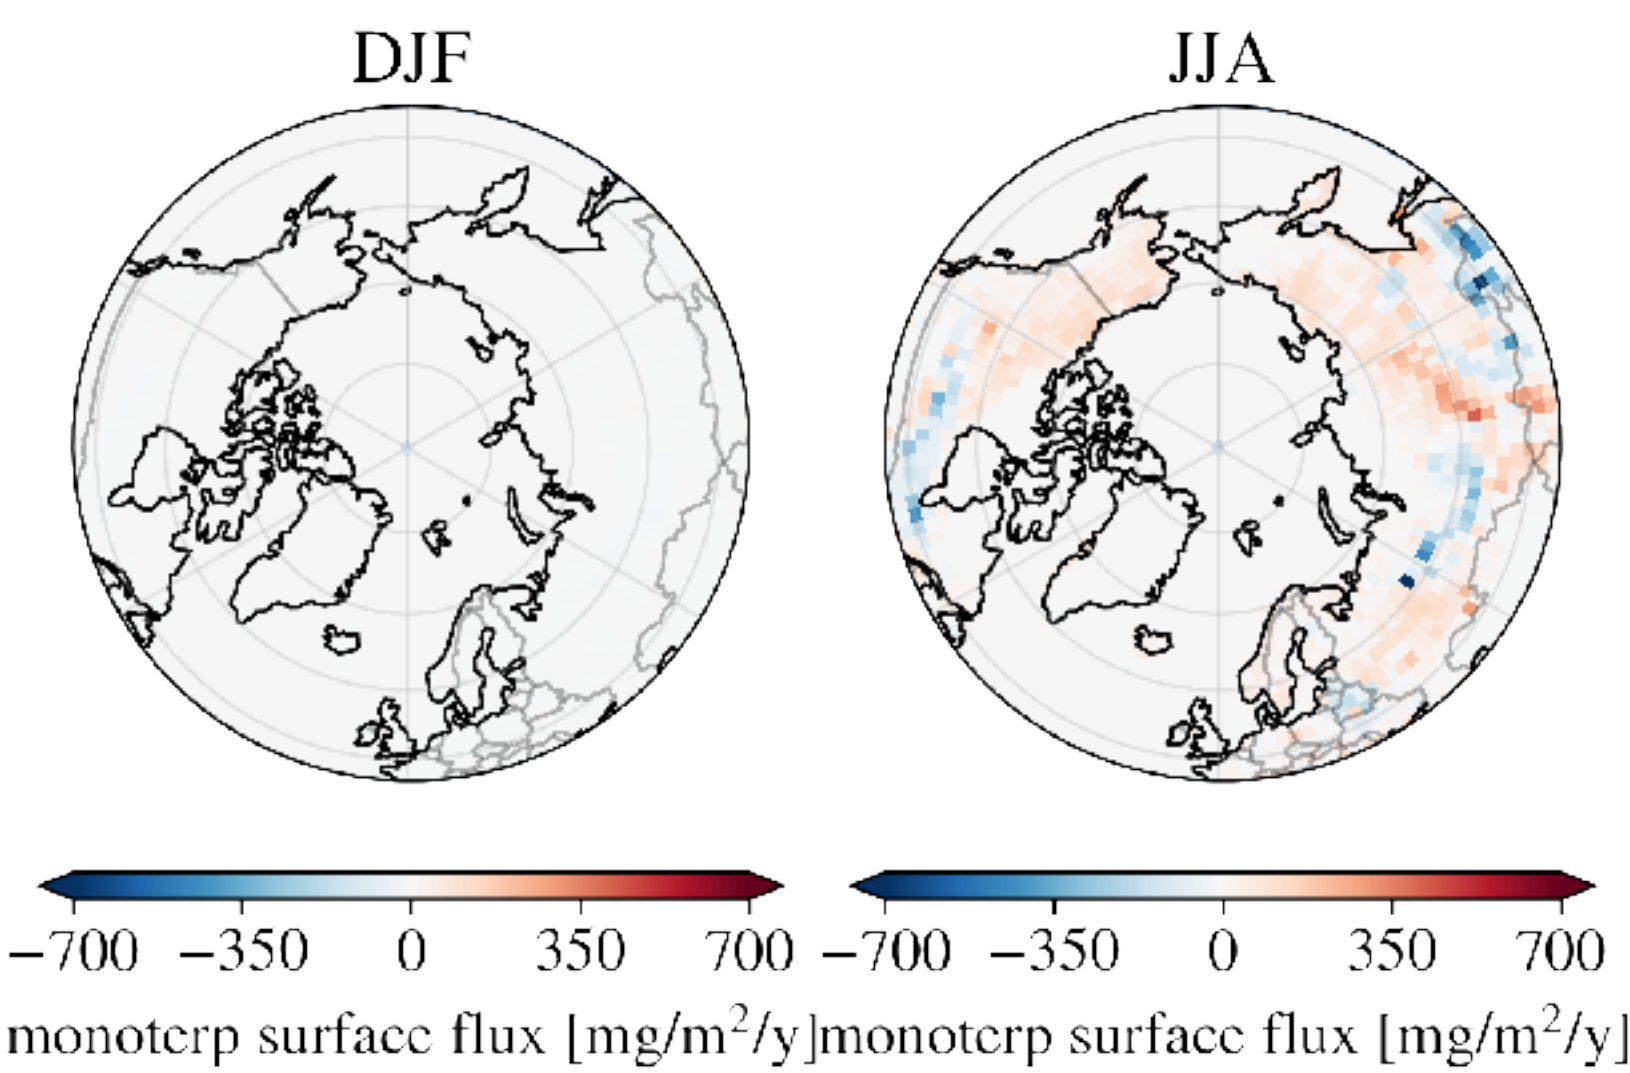 DJF JJA
−700 −350 0 350 700 −700 −350 0 350 700
monoterp surface flux [mg/m²/y] monoterp surface flux [mg/m²/y]